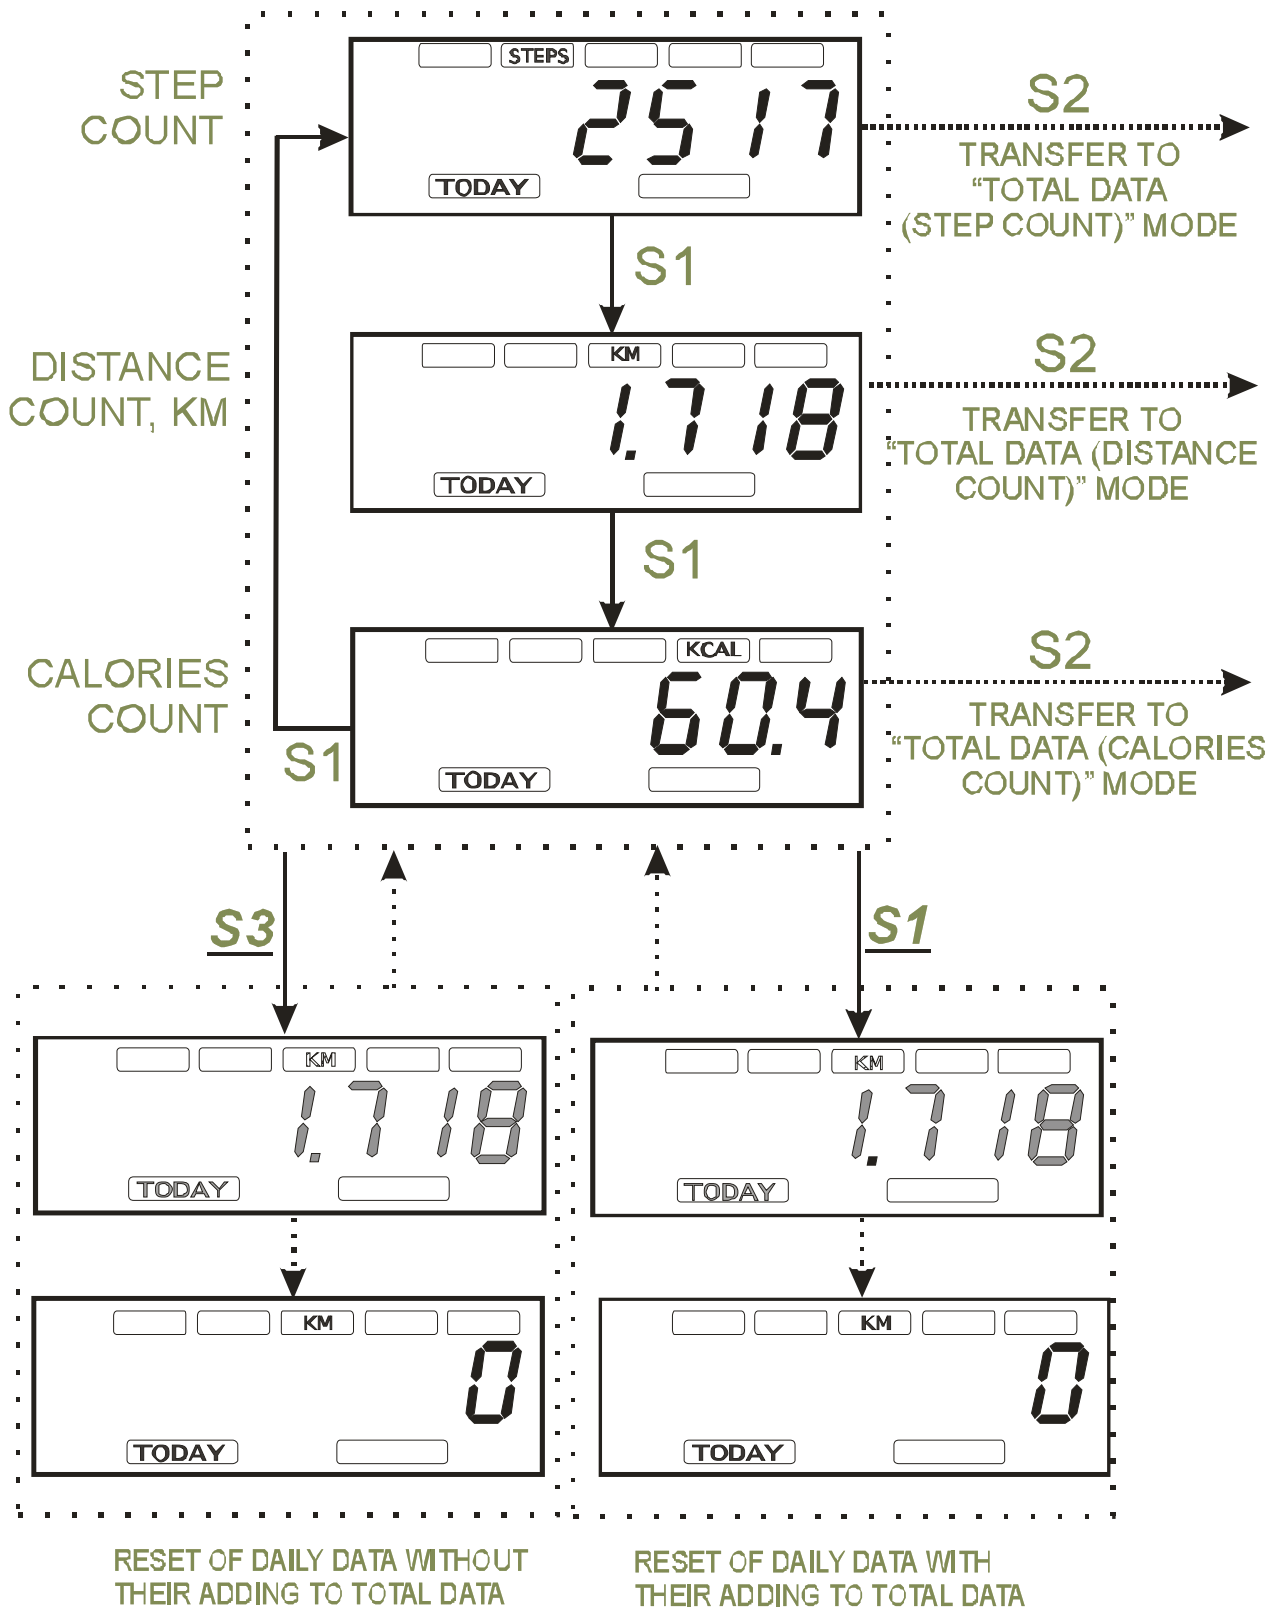 STEP
COUNT
STEPS
2517
TODAY
S2
TRANSFER TO
“TOTAL DATA
(STEP COUNT)” MODE
S1
DISTANCE
COUNT, KM
KM
1.718
TODAY
S2
TRANSFER TO
“TOTAL DATA (DISTANCE
COUNT)” MODE
S1
CALORIES
COUNT
KCAL
60.4
TODAY
S2
TRANSFER TO
“TOTAL DATA (CALORIES
COUNT)” MODE
S1
S3
S1
KM
1.718
TODAY
KM
1.718
TODAY
KM
0
TODAY
KM
0
TODAY
RESET OF DAILY DATA WITHOUT
THEIR ADDING TO TOTAL DATA
RESET OF DAILY DATA WITH
THEIR ADDING TO TOTAL DATA